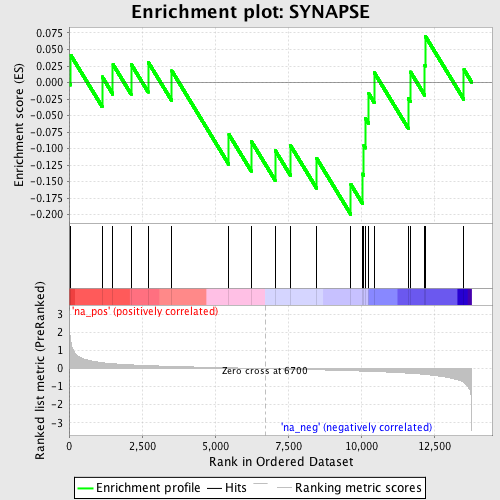 Enrichment plot: SYNAPSE
Enrichment score (ES)
0.075
0.050
0.025
0.000
-0.025
-0.050
-0.075
-0.100
-0.125
-0.150
-0.175
-0.200
'na_pos' (positively correlated)
Ranked list metric (PreRanked)
3
2
1
0
-1
-2
-3
Zero cross at 6700
'na_neg' (negatively correlated)
0 2,500 5,000 7,500 10,000 12,500
Rank in Ordered Dataset
Enrichment profile Hits Ranking metric scores